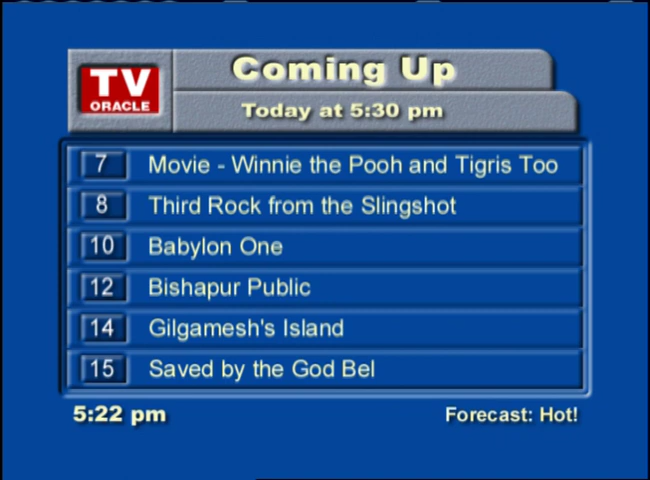 TV
ORACLE
Coming Up
Today at 5:30 pm
7 Movie - Winnie the Pooh and Tigris Too
8 Third Rock from the Slingshot
10 Babylon One
12 Bishapur Public
14 Gilgamesh's Island
15 Saved by the God Bel
5:22 pm Forecast: Hot!